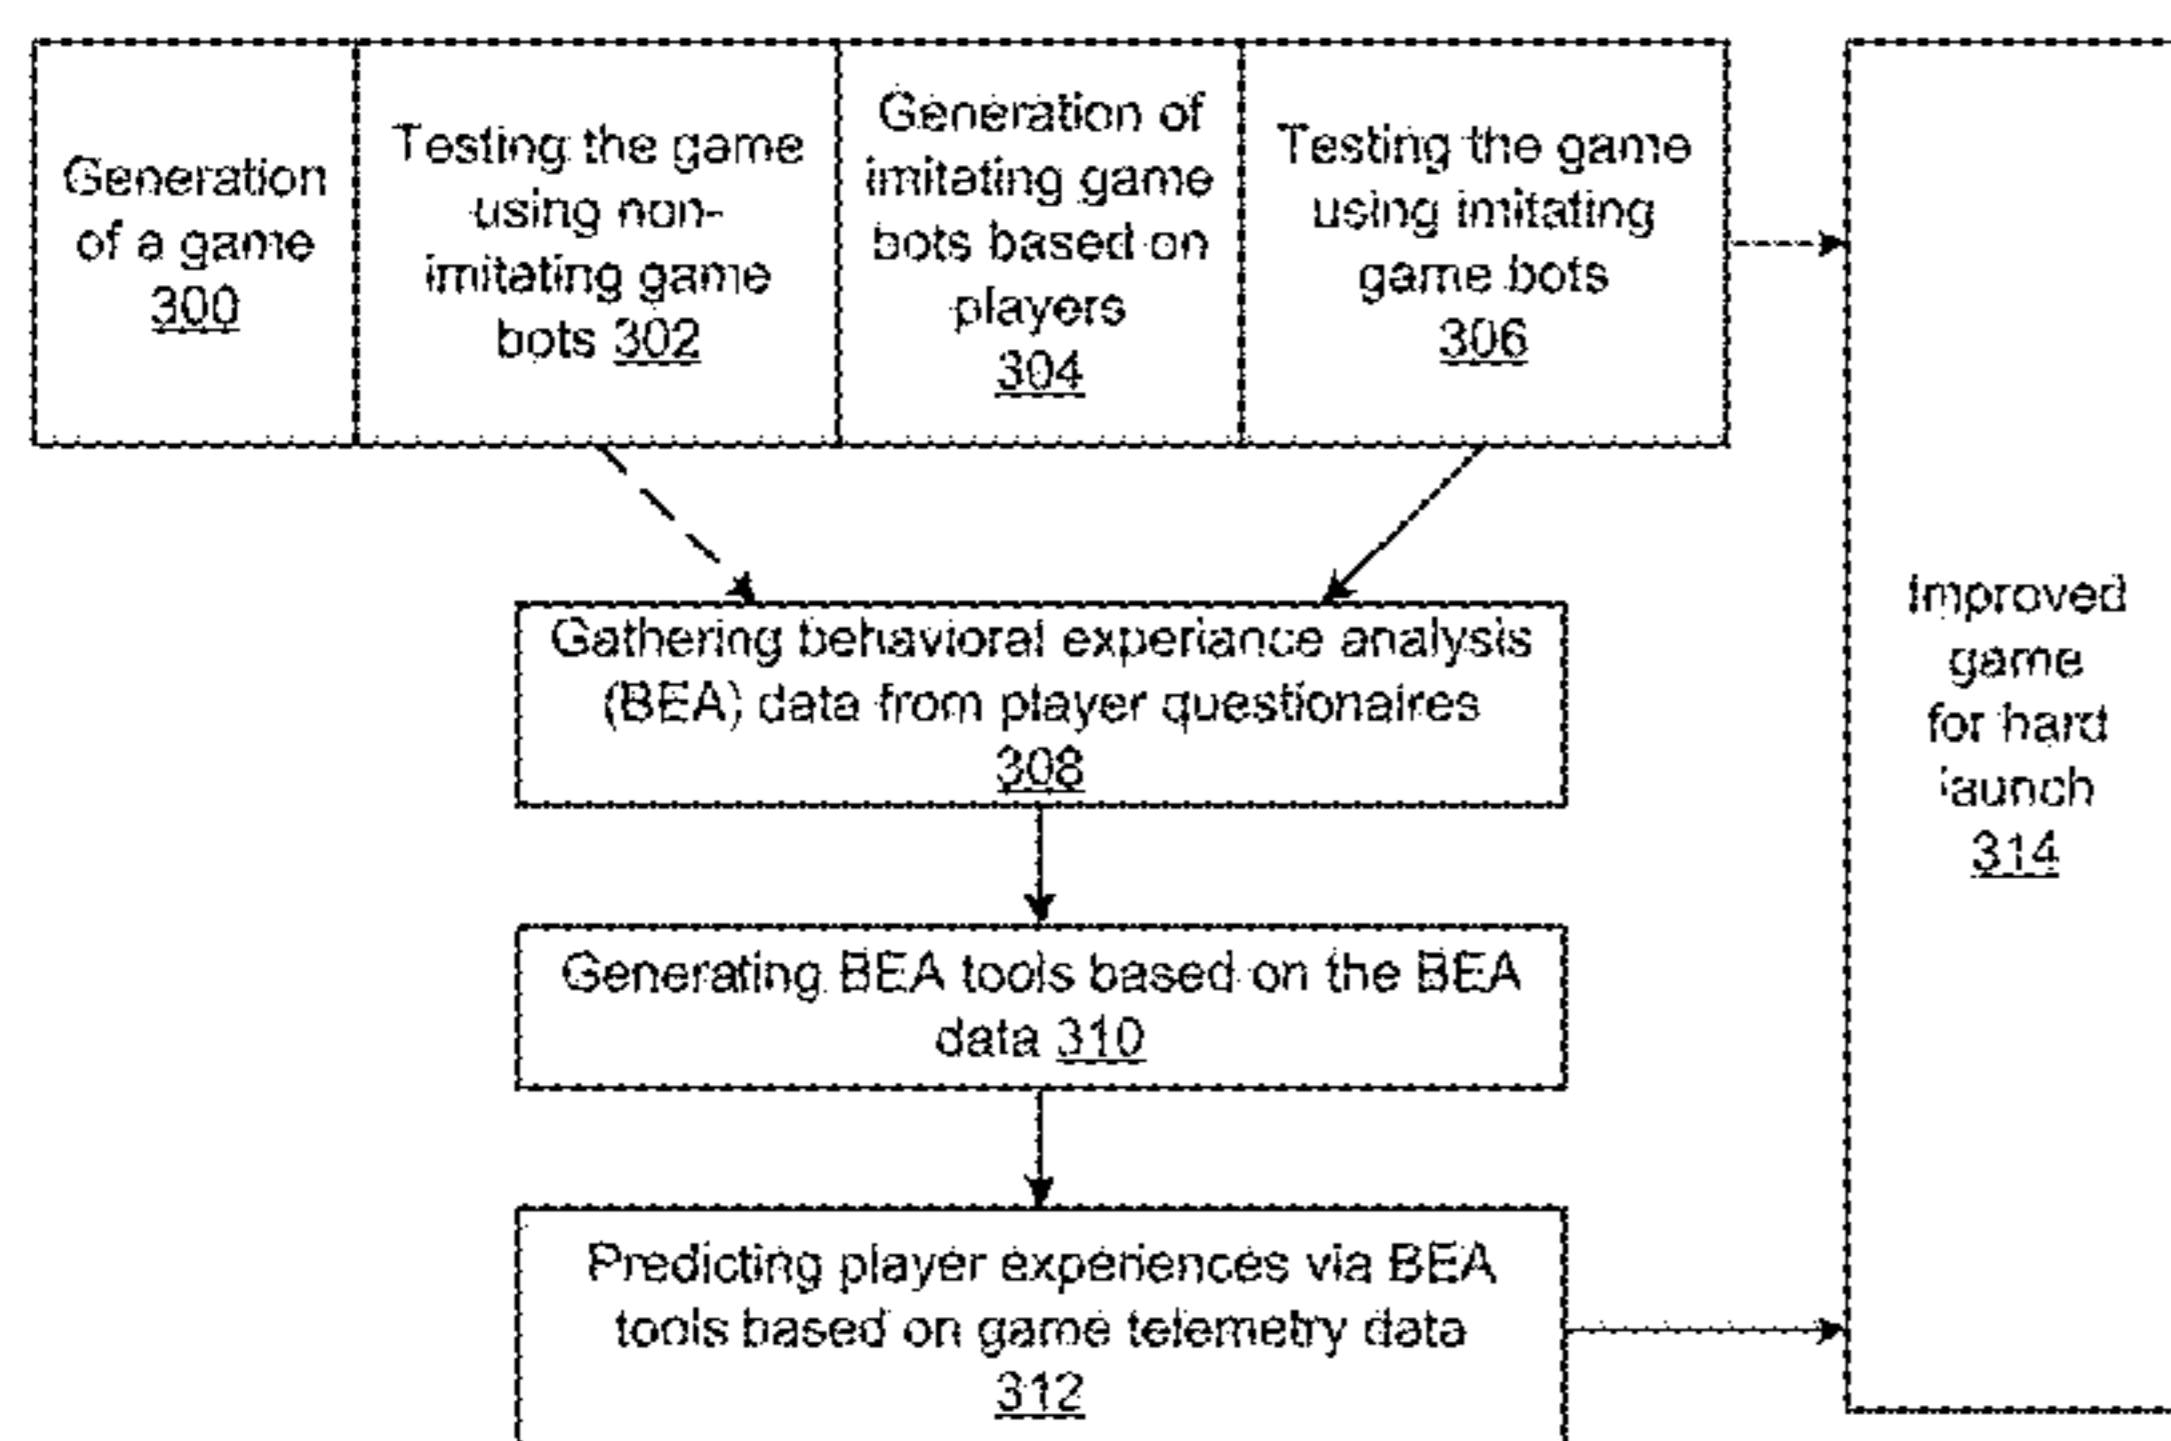 Generation
of a game
300
Testing the game
using non-
imitating game
bots 302
Generation of
imitating game
bots based on
players
304
Testing the game
using imitating
game bots
306
Gathering behavioral experiance analysis
(BEA) data from player questionaires
308
Generating BEA tools based on the BEA
data 310
Predicting player experiences via BEA
tools based on game telemetry data
312
Improved
game
for hard
launch
314